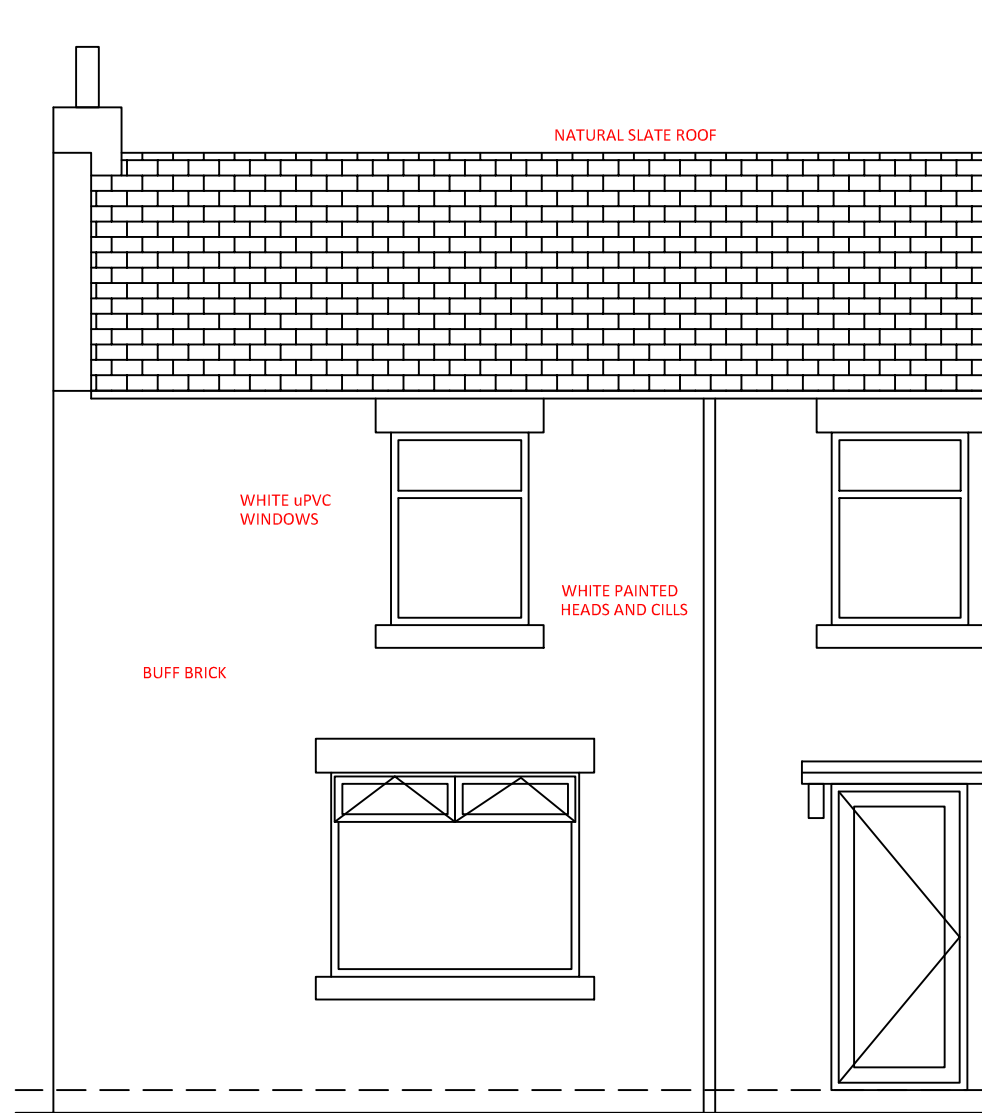 NATURAL SLATE ROOF
WHITE uPVC
WINDOWS
WHITE PAINTED
HEADS AND CILLS
BUFF BRICK